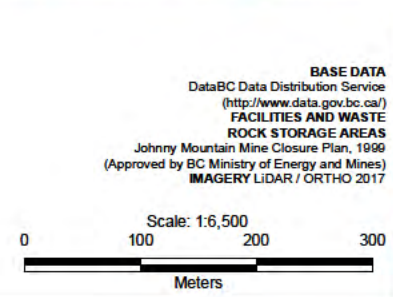 BASE DATA
DataBC Data Distribution Service
(http://www.data.gov.bc.ca/)
FACILITIES AND WASTE
ROCK STORAGE AREAS
Johnny Mountain Mine Closure Plan, 1999
(Approved by BC Ministry of Energy and Mines)
IMAGERY LiDAR / ORTHO 2017
Scale: 1:6,500
0 100 200 300
Meters